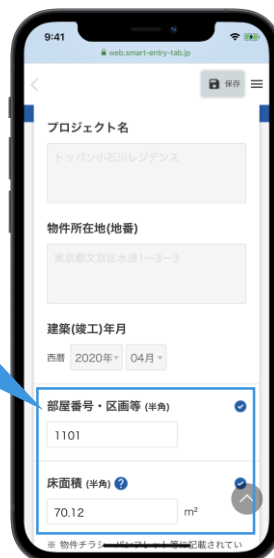 9:41
web.smart-entry-tab.jp
保存
プロジェクト名
トッパン小石川レジデンス
物件所在地(地番)
東京都文京区水道1ー3ー3
建築(竣工)年月
西暦 2020年 04月
部屋番号・区画等 (半角)
1101
床面積 (半角) ?
70.12 m²
※ 物件チラシ、パンフレット等に記載されてい